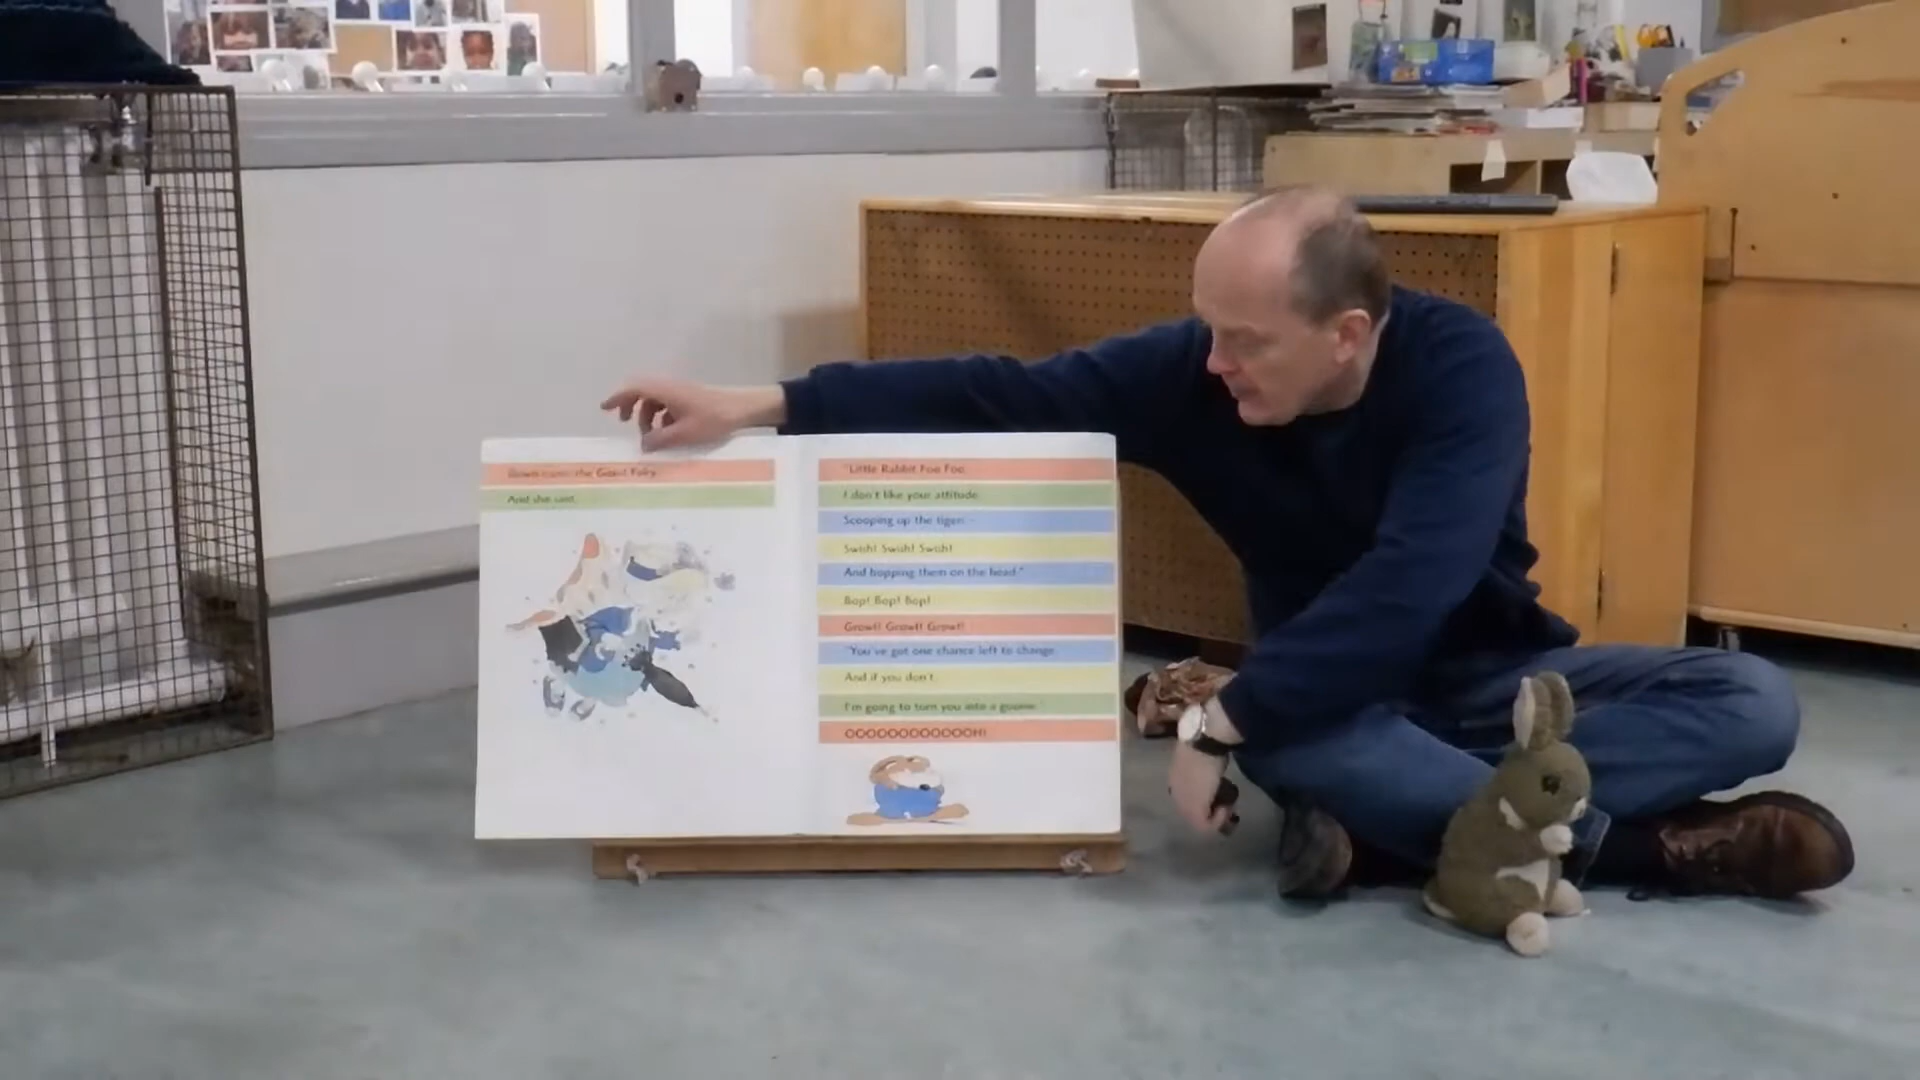 Down came the Good Fairy.
And she said,
"Little Rabbit Foo Foo,
I don't like your attitude,
Scooping up the tigers –
Swish! Swish! Swish!
And bopping them on the head."
Bop! Bop! Bop!
Growl! Growl! Growl!
"You've got one chance left to change.
And if you don't,
I'm going to turn you into a goonie."
OOOOOOOOOOOOH!